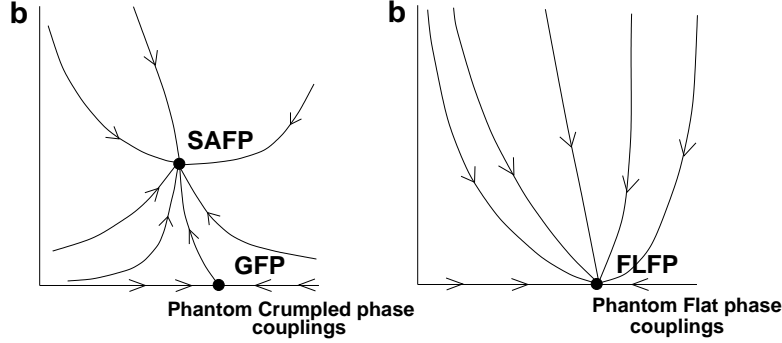 b
SAFP
GFP
Phantom Crumpled phase
couplings
b
FLFP
Phantom Flat phase
couplings